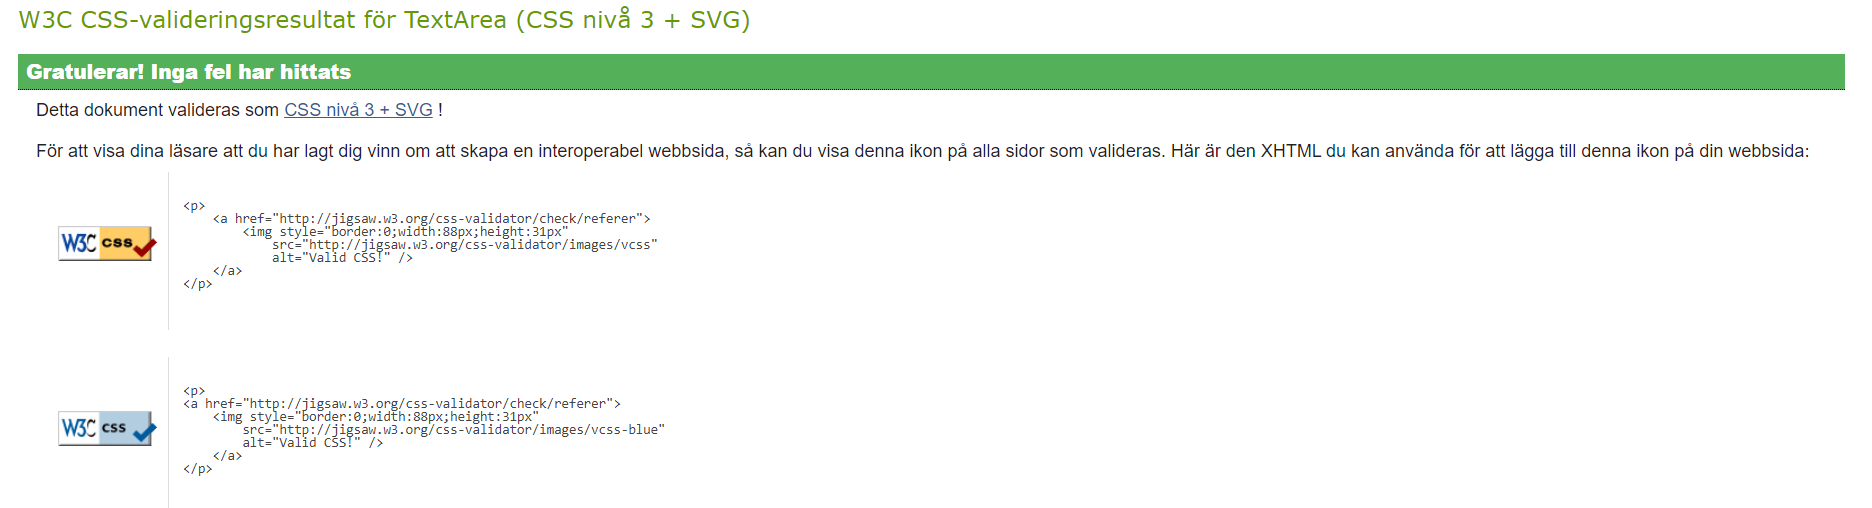 W3C CSS-valideringsresultat för TextArea (CSS nivå 3 + SVG)
Gratulerar! Inga fel har hittats
Detta dokument valideras som CSS nivå 3 + SVG !
För att visa dina läsare att du har lagt dig vinn om att skapa en interoperabel webbsida, så kan du visa denna ikon på alla sidor som valideras. Här är den XHTML du kan använda för att lägga till denna ikon på din webbsida:
W3C css
<p>
<a href="http://jigsaw.w3.org/css-validator/check/referer">
<img style="border:0;width:88px;height:31px"
src="http://jigsaw.w3.org/css-validator/images/vcss"
alt="Valid CSS!" />
</a>
</p>
W3C css
<p>
<a href="http://jigsaw.w3.org/css-validator/check/referer">
<img style="border:0;width:88px;height:31px"
src="http://jigsaw.w3.org/css-validator/images/vcss-blue"
alt="Valid CSS!" />
</a>
</p>